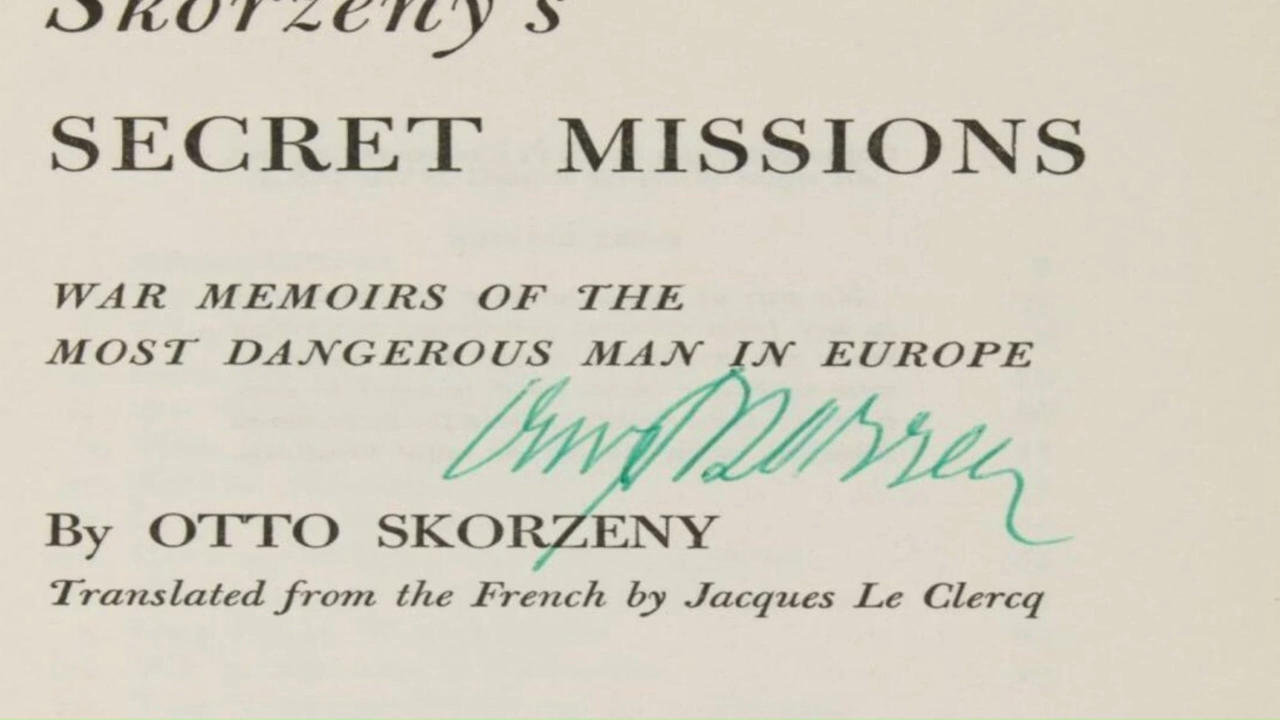 Skorzeny's
SECRET MISSIONS
WAR MEMOIRS OF THE
MOST DANGEROUS MAN IN EUROPE
By OTTO SKORZENY
Translated from the French by Jacques Le Clercq